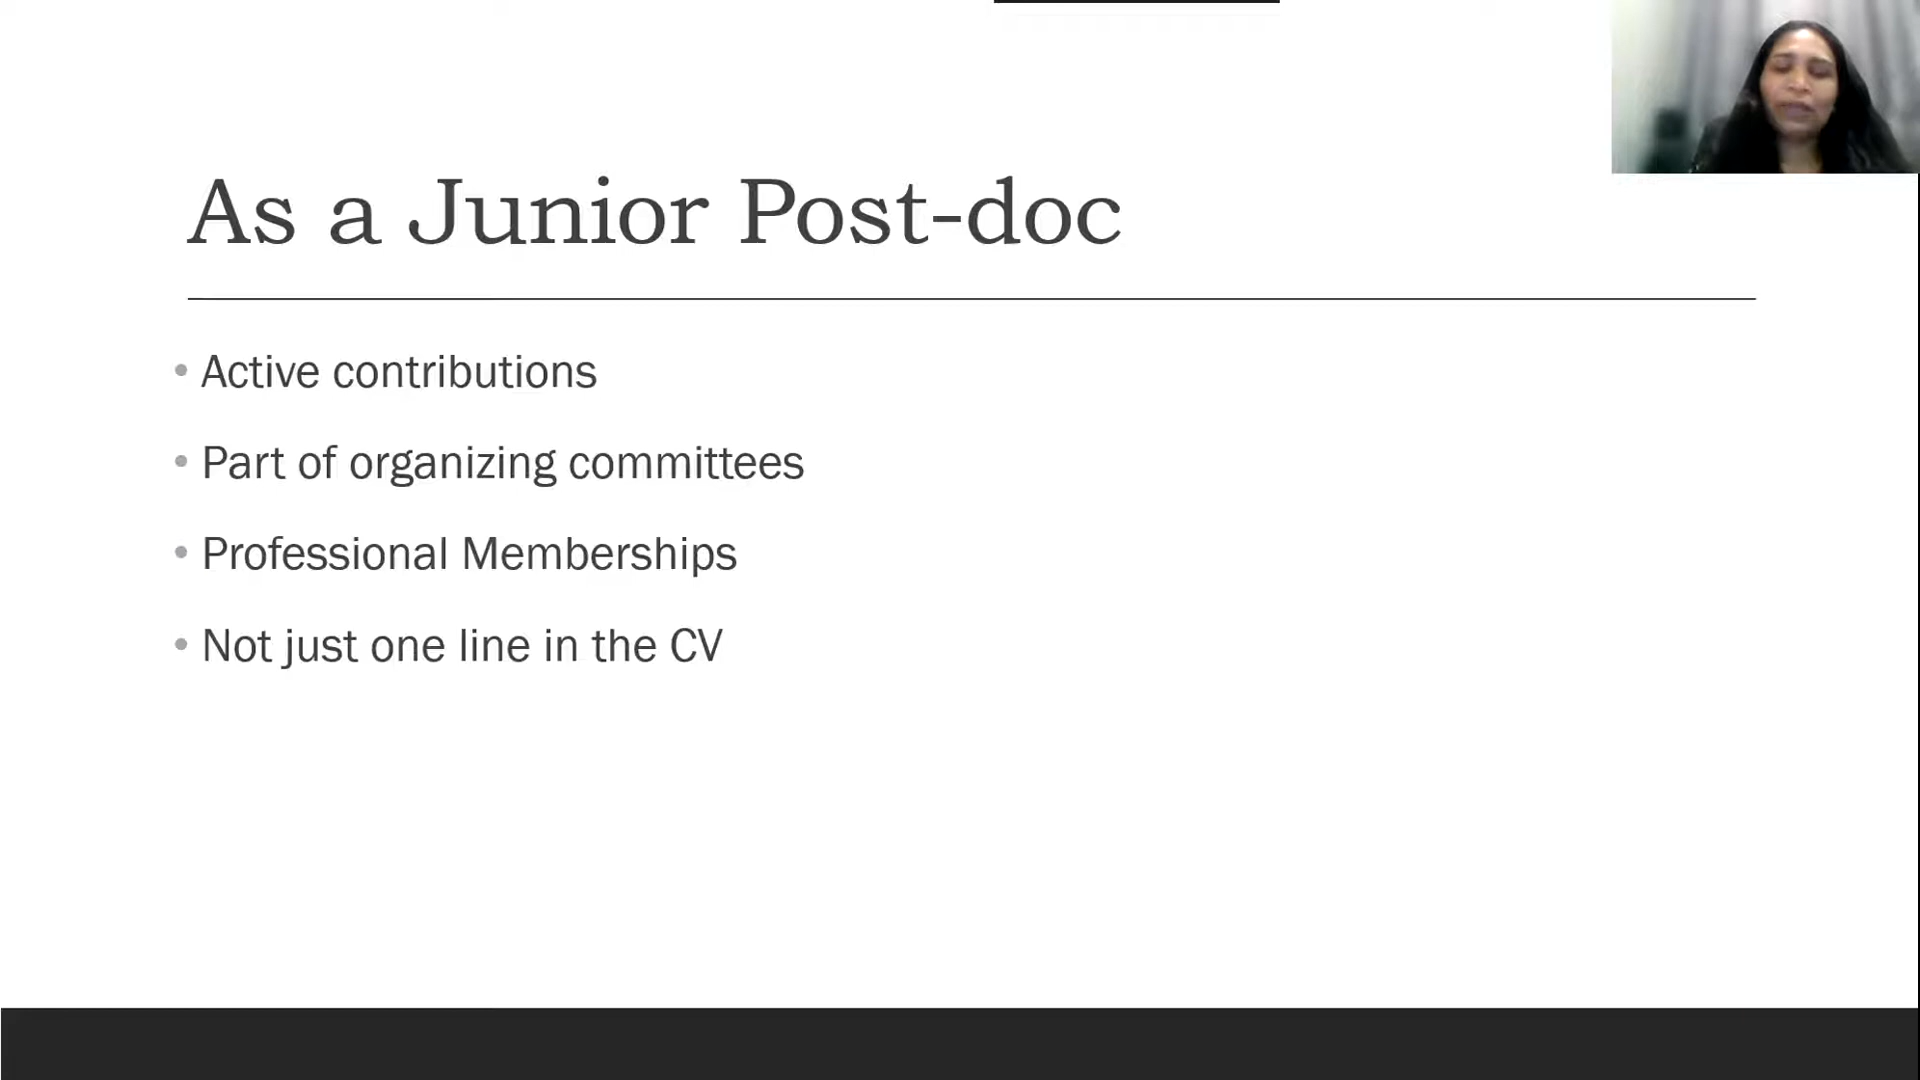 As a Junior Post-doc
• Active contributions
• Part of organizing committees
• Professional Memberships
• Not just one line in the CV